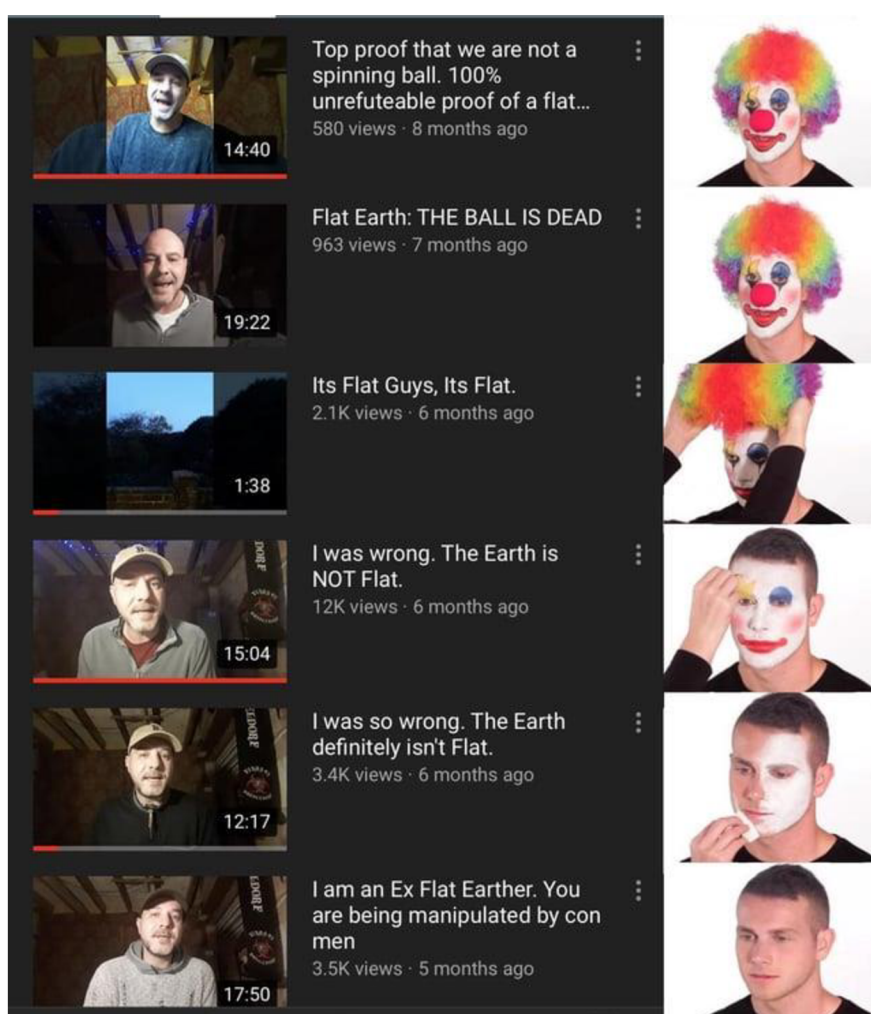 Top proof that we are not a
spinning ball. 100%
unrefuteable proof of a flat...
580 views · 8 months ago
14:40
Flat Earth: THE BALL IS DEAD
963 views · 7 months ago
19:22
Its Flat Guys, Its Flat.
2.1K views · 6 months ago
1:38
I was wrong. The Earth is
NOT Flat.
12K views · 6 months ago
15:04
I was so wrong. The Earth
definitely isn't Flat.
3.4K views · 6 months ago
12:17
I am an Ex Flat Earther. You
are being manipulated by con
men
3.5K views · 5 months ago
17:50